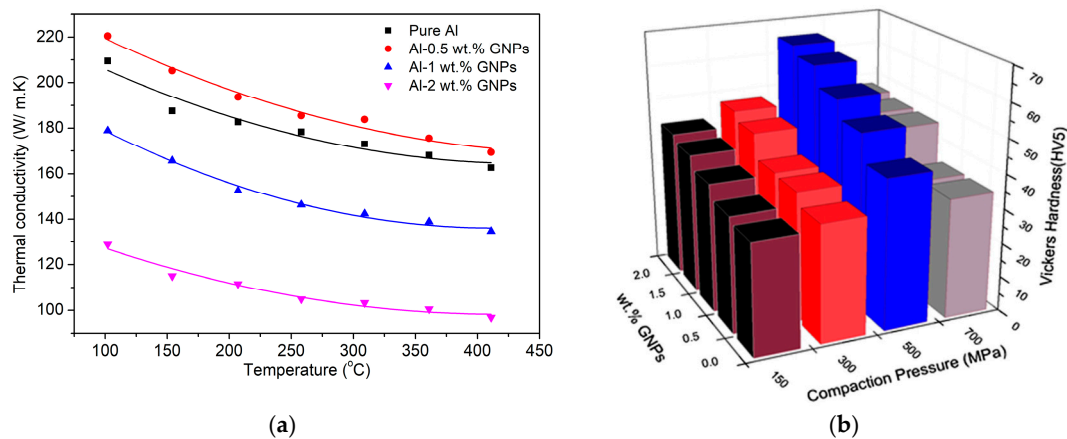 (a)
Thermal conductivity (W/ m.K)
220
200
180
160
140
120
100
Pure Al
Al-0.5 wt.% GNPs
Al-1 wt.% GNPs
Al-2 wt.% GNPs
100 150 200 250 300 350 400 450
Temperature (°C)
(b)
70
60
50
40
30
20
10
0
Vickers Hardness(HV5)
2.0
1.5
1.0
0.5
0.0
wt.% GNPs
150 300 500 700
Compaction Pressure (MPa)